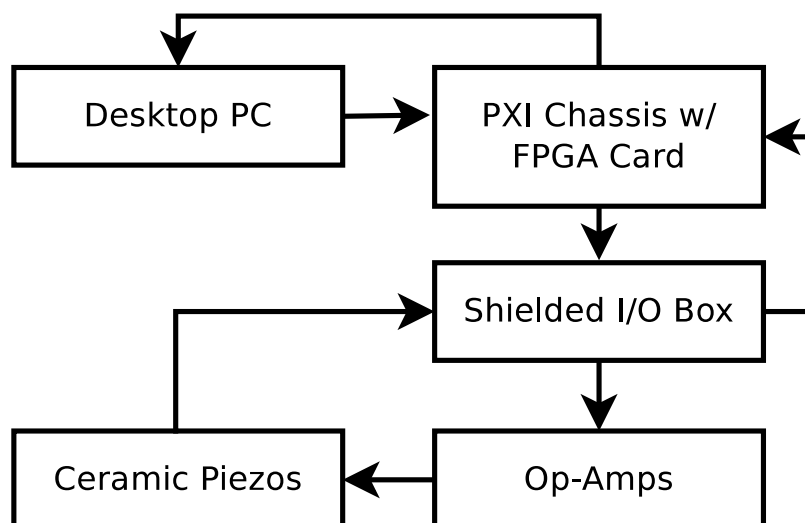 Desktop PC
PXI Chassis w/
FPGA Card
Shielded I/O Box
Ceramic Piezos
Op-Amps